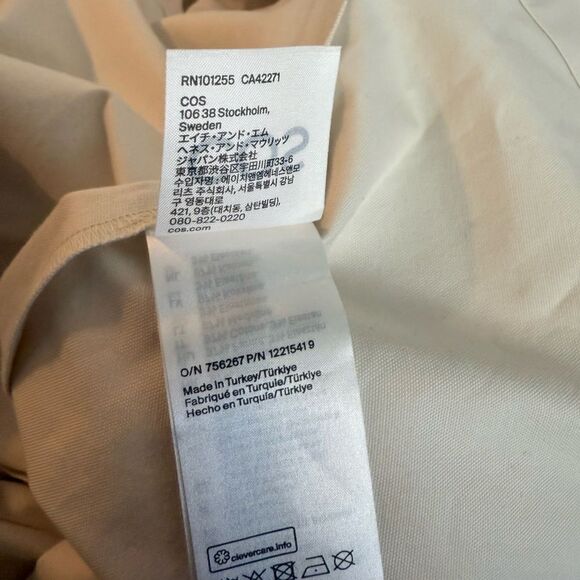 RN101255 CA42271
COS
106 38 Stockholm,
Sweden
エイチ・アンド・エム
ヘネス・アンド・マウリッツ
ジャパン株式会社
東京都渋谷区宇田川町33-6
수입자명 : 에이치앤엠헤네스앤모
리츠 주식회사, 서울특별시 강남
구 영동대로
421, 9층(대치동, 삼탄빌딩),
080-822-0220
cos.com
O/N 756267 P/N 1221541 9
Made in Turkey/Türkiye
Fabriqué en Turquie/Türkiye
Hecho en Turquía/Türkiye
clevercare.info